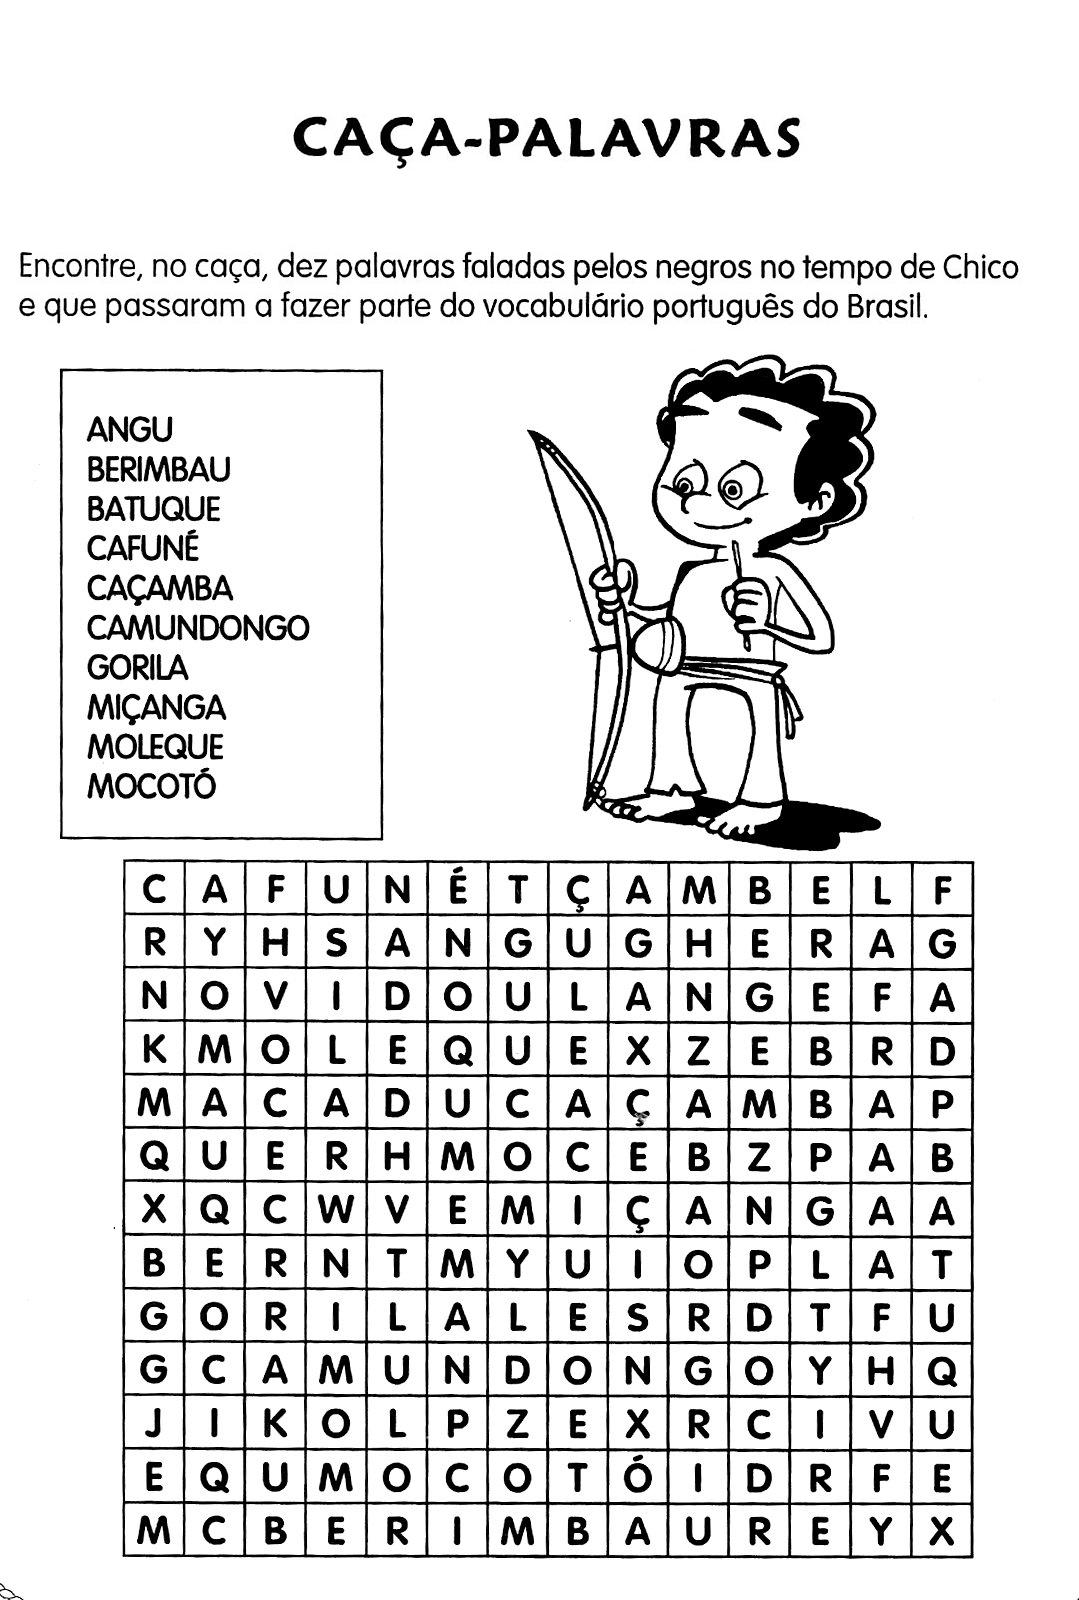 CAÇA-PALAVRAS
Encontre, no caça, dez palavras faladas pelos negros no tempo de Chico
e que passaram a fazer parte do vocabulário português do Brasil.
ANGU
BERIMBAU
BATUQUE
CAFUNÉ
CAÇAMBA
CAMUNDONGO
GORILA
MIÇANGA
MOLEQUE
MOCOTÓ
C A F U N É T Ç A M B E L F
R Y H S A N G U G H E R A G
N O V I D O U L A N G E F A
K M O L E Q U E X Z E B R D
M A C A D U C A Ç A M B A P
Q U E R H M O C E B Z P A B
X Q C W V E M I Ç A N G A A
B E R N T M Y U I O P L A T
G O R I L A L E S R D T F U
G C A M U N D O N G O Y H Q
J I K O L P Z E X R C I V U
E Q U M O C O T Ó I D R F E
M C B E R I M B A U R E Y X